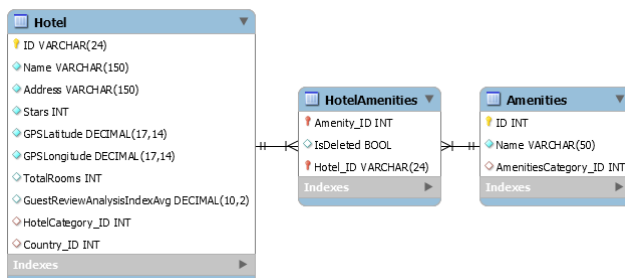 Hotel
ID VARCHAR(24)
Name VARCHAR(150)
Address VARCHAR(150)
Stars INT
GPSLatitude DECIMAL(17,14)
GPSLongitude DECIMAL(17,14)
TotalRooms INT
GuestReviewAnalysisIndexAvg DECIMAL(10,2)
HotelCategory_ID INT
Country_ID INT
Indexes
HotelAmenities
Amenity_ID INT
IsDeleted BOOL
Hotel_ID VARCHAR(24)
Indexes
Amenities
ID INT
Name VARCHAR(50)
AmenitiesCategory_ID INT
Indexes